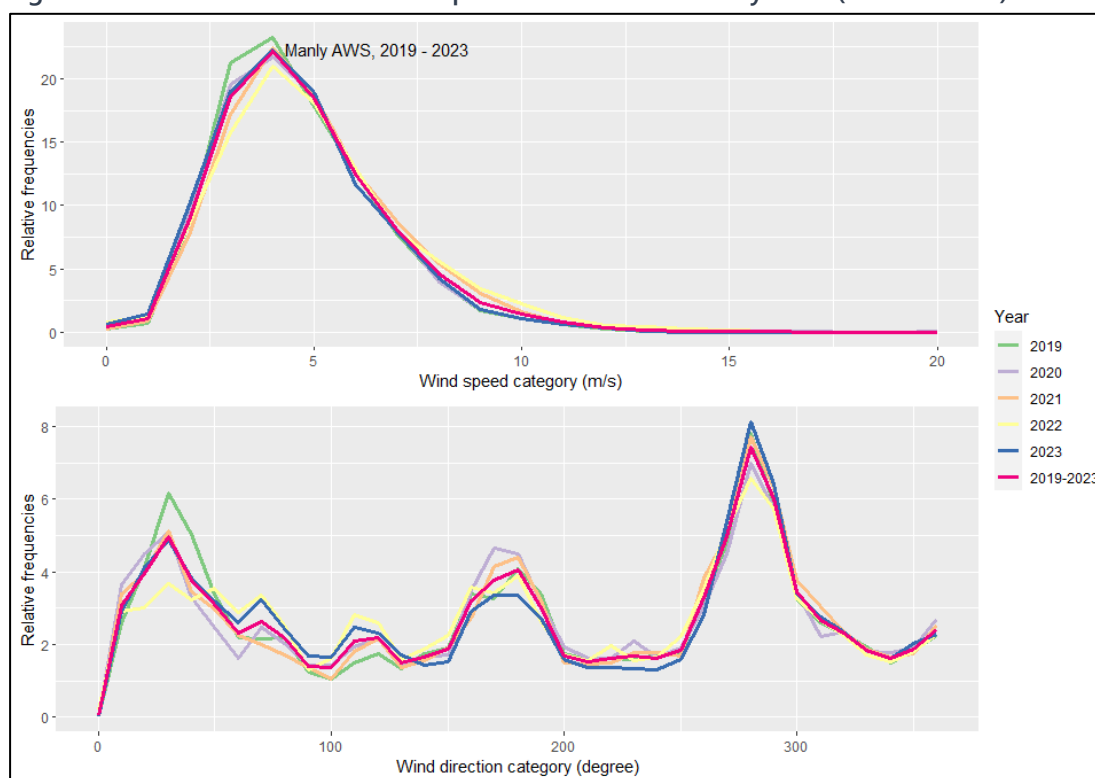 Manly AWS, 2019 - 2023
Relative frequencies
20
15
10
5
0
0 5 10 15 20
Wind speed category (m/s)
Relative frequencies
8
6
4
2
0
0 100 200 300
Wind direction category (degree)
Year
2019
2020
2021
2022
2023
2019-2023